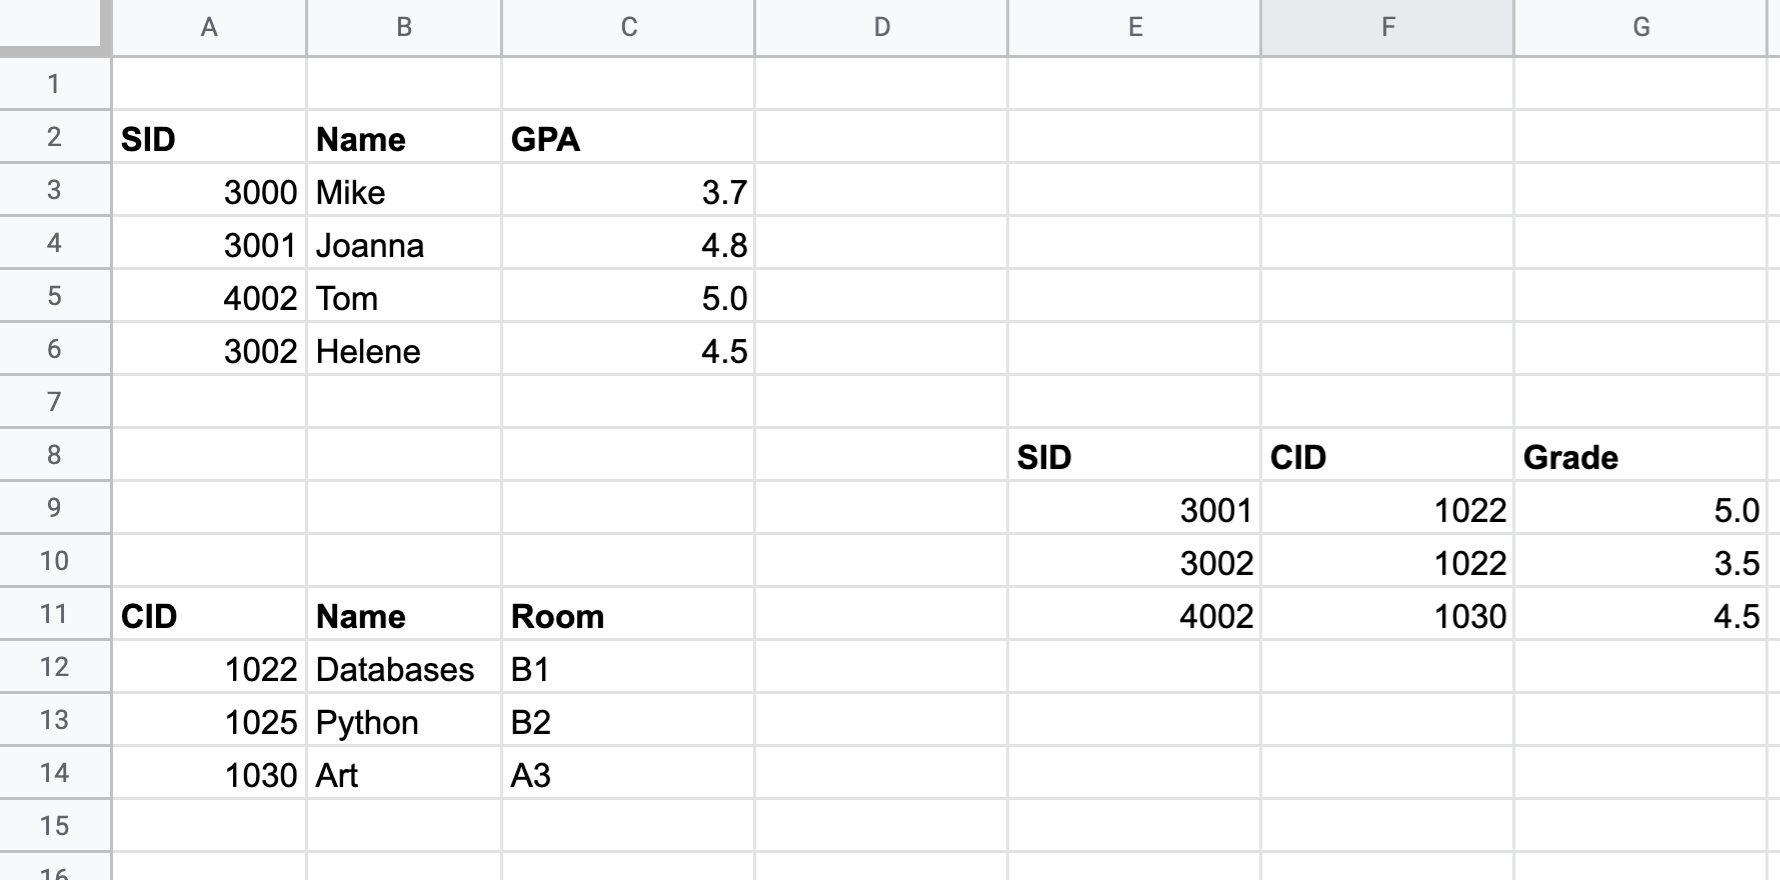 A B C D E F G
1
2 SID Name GPA
3 3000 Mike 3.7
4 3001 Joanna 4.8
5 4002 Tom 5.0
6 3002 Helene 4.5
7
8 SID CID Grade
9 3001 1022 5.0
10 3002 1022 3.5
11 CID Name Room 4002 1030 4.5
12 1022 Databases B1
13 1025 Python B2
14 1030 Art A3
15
16